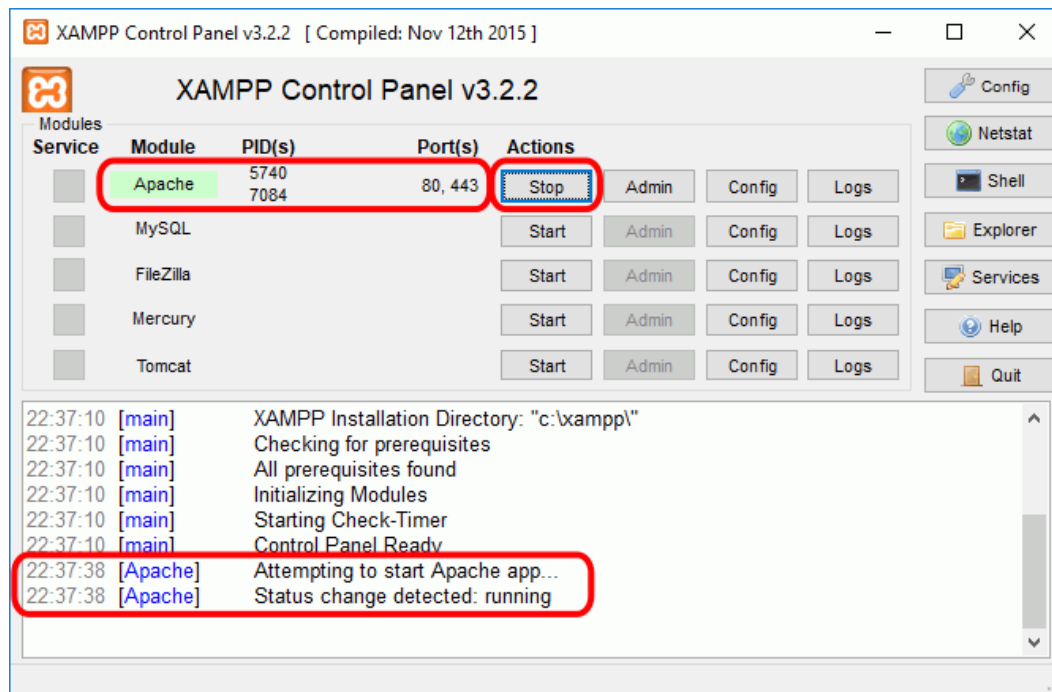 XAMPP Control Panel v3.2.2 [ Compiled: Nov 12th 2015 ]
XAMPP Control Panel v3.2.2
Config
Modules
Service Module PID(s) Port(s) Actions
Netstat
Apache 5740 7084 80, 443 Stop Admin Config Logs
Shell
MySQL Start Admin Config Logs
Explorer
FileZilla Start Admin Config Logs
Services
Mercury Start Admin Config Logs
Help
Tomcat Start Admin Config Logs
Quit
22:37:10 [main] XAMPP Installation Directory: "c:\xampp\"
22:37:10 [main] Checking for prerequisites
22:37:10 [main] All prerequisites found
22:37:10 [main] Initializing Modules
22:37:10 [main] Starting Check-Timer
22:37:10 [main] Control Panel Ready
22:37:38 [Apache] Attempting to start Apache app...
22:37:38 [Apache] Status change detected: running